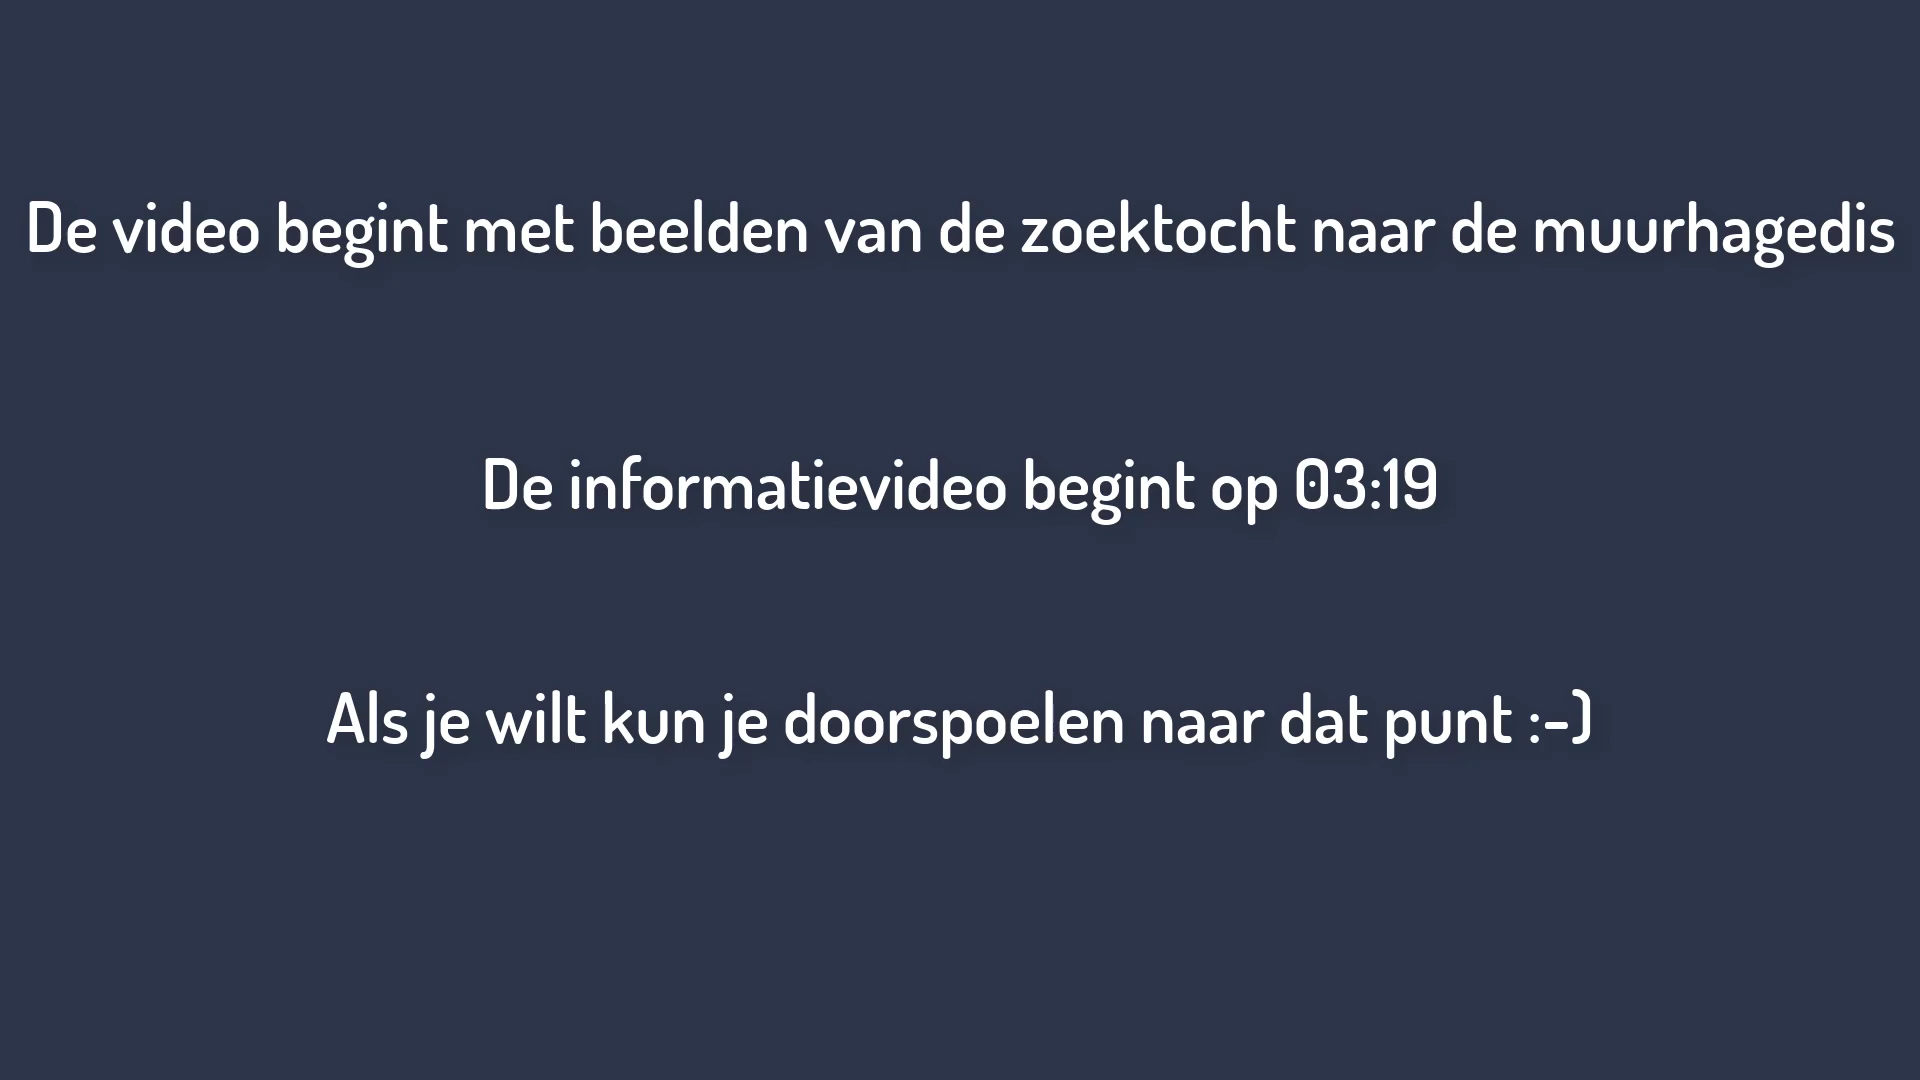 De video begint met beelden van de zoektocht naar de muurhagedis
De informatievideo begint op 03:19
Als je wilt kun je doorspoelen naar dat punt :-)